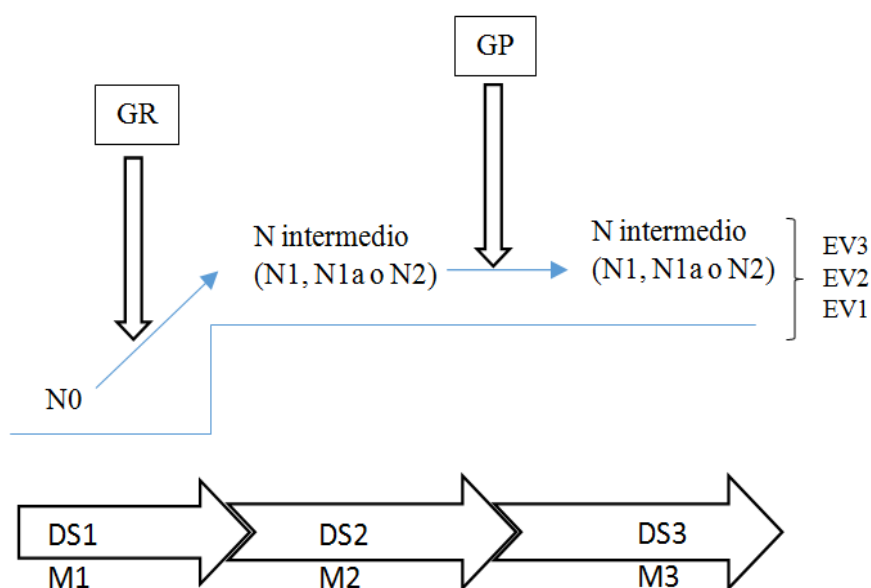 GP
GR
N intermedio
(N1, N1a o N2)
N intermedio
(N1, N1a o N2)
EV3
EV2
EV1
N0
DS1
M1
DS2
M2
DS3
M3